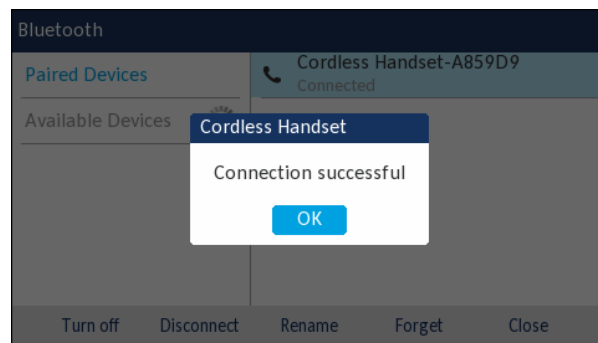 Bluetooth
Paired Devices
Cordless Handset-A859D9
Connected
Available Devices
Cordless Handset
Connection successful
OK
Turn off Disconnect Rename Forget Close